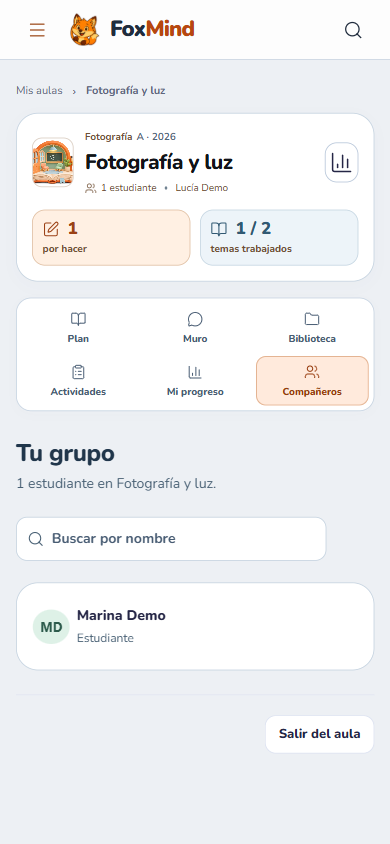 FoxMind
Mis aulas › Fotografía y luz
Fotografía A · 2026
Fotografía y luz
1 estudiante • Lucía Demo
1
por hacer
1 / 2
temas trabajados
Plan
Muro
Biblioteca
Actividades
Mi progreso
Compañeros
Tu grupo
1 estudiante en Fotografía y luz.
Buscar por nombre
MD
Marina Demo
Estudiante
Salir del aula